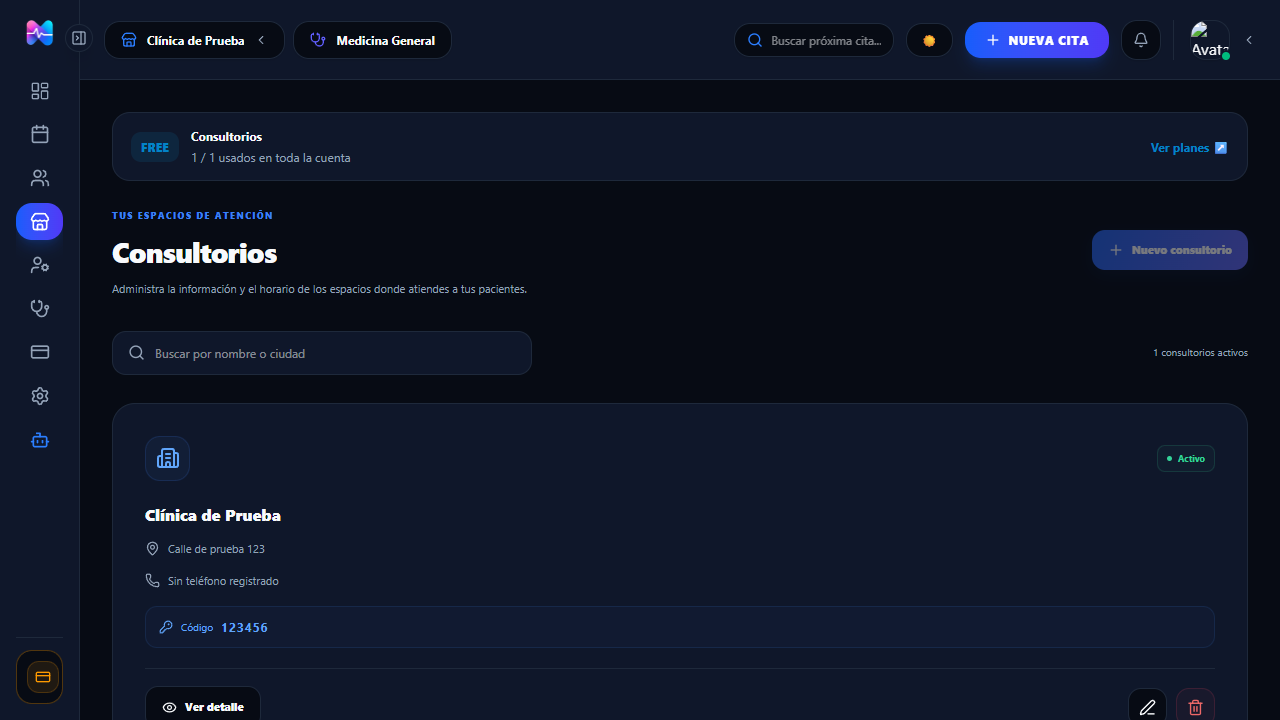 Clínica de Prueba
Medicina General
Buscar próxima cita...
NUEVA CITA
Avata
FREE
Consultorios
1 / 1 usados en toda la cuenta
Ver planes
TUS ESPACIOS DE ATENCIÓN
Consultorios
Nuevo consultorio
Administra la información y el horario de los espacios donde atiendes a tus pacientes.
Buscar por nombre o ciudad
1 consultorios activos
Activo
Clínica de Prueba
Calle de prueba 123
Sin teléfono registrado
Código 123456
Ver detalle